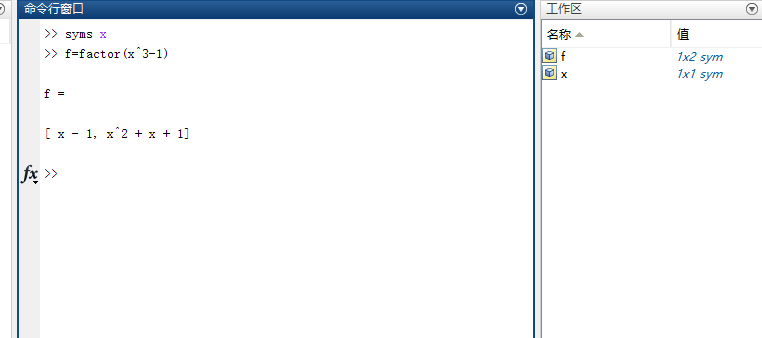 命令行窗口
>> syms x
>> f=factor(x^3-1)
f =
[ x - 1, x^2 + x + 1]
fx >>
工作区
名称 值
f 1x2 sym
x 1x1 sym